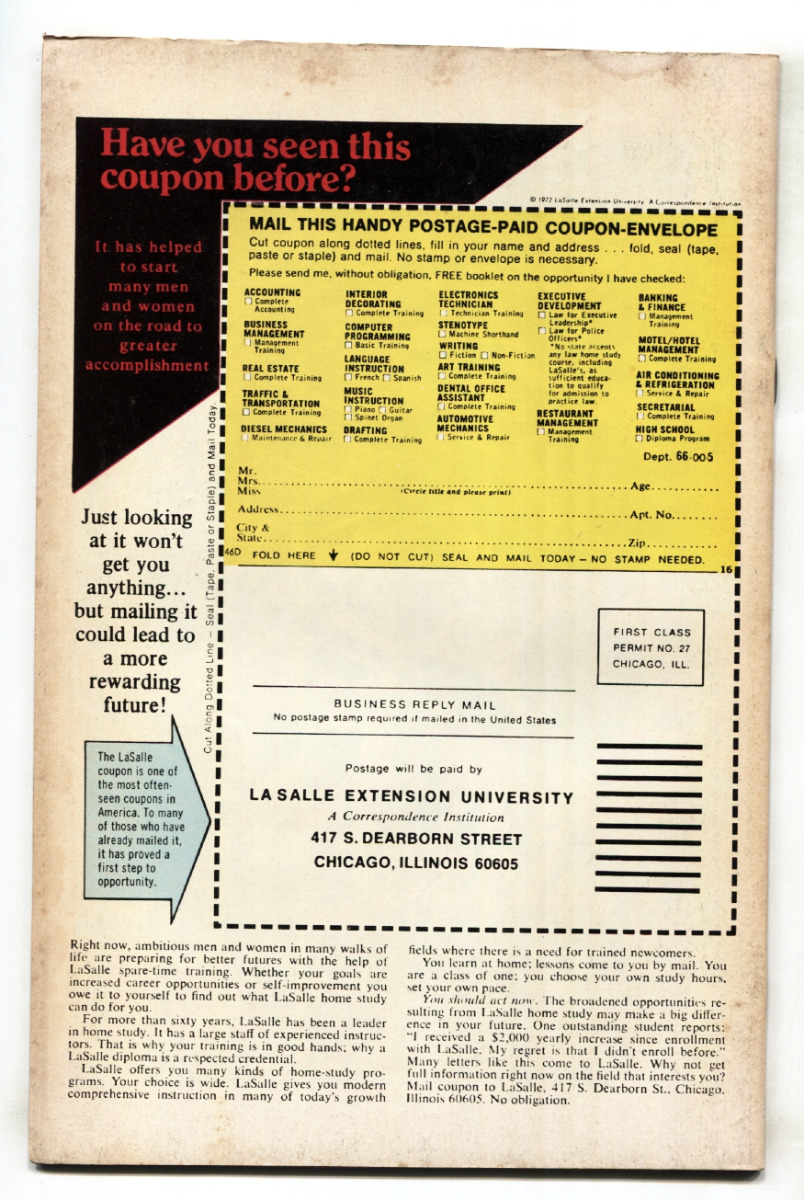 Have you seen this
coupon before?
It has helped
to start
many men
and women
on the road to
greater
accomplishment
Just looking
at it won't
get you
anything...
but mailing it
could lead to
a more
rewarding
future!
The LaSalle
coupon is one of
the most often-
seen coupons in
America. To many
of those who have
already mailed it,
it has proved a
first step to
opportunity.
Cut Along Dotted Line — Seal (Tape, Paste or Staple) and Mail Today.
© 1972 LaSalle Extension University A Correspondence Institution
MAIL THIS HANDY POSTAGE-PAID COUPON-ENVELOPE
Cut coupon along dotted lines, fill in your name and address . . . fold, seal (tape,
paste or staple) and mail. No stamp or envelope is necessary.
Please send me, without obligation, FREE booklet on the opportunity I have checked:
ACCOUNTING
☐ Complete
Accounting
BUSINESS
MANAGEMENT
☐ Management
Training
REAL ESTATE
☐ Complete Training
TRAFFIC &
TRANSPORTATION
☐ Complete Training
DIESEL MECHANICS
☐ Maintenance & Repair
INTERIOR
DECORATING
☐ Complete Training
COMPUTER
PROGRAMMING
☐ Basic Training
LANGUAGE
INSTRUCTION
☐ French ☐ Spanish
MUSIC
INSTRUCTION
☐ Piano ☐ Guitar
☐ Spinet Organ
DRAFTING
☐ Complete Training
ELECTRONICS
TECHNICIAN
☐ Technician Training
STENOTYPE
☐ Machine Shorthand
WRITING
☐ Fiction ☐ Non-Fiction
ART TRAINING
☐ Complete Training
DENTAL OFFICE
ASSISTANT
☐ Complete Training
AUTOMOTIVE
MECHANICS
☐ Service & Repair
EXECUTIVE
DEVELOPMENT
☐ Law for Executive
Leadership*
☐ Law for Police
Officers*
*No state accepts
any law home study
course, including
LaSalle's, as
sufficient educa-
tion to qualify
for admission to
practice law.
RESTAURANT
MANAGEMENT
☐ Management
Training
BANKING
& FINANCE
☐ Management
Training
MOTEL/HOTEL
MANAGEMENT
☐ Complete Training
AIR CONDITIONING
& REFRIGERATION
☐ Service & Repair
SECRETARIAL
☐ Complete Training
HIGH SCHOOL
☐ Diploma Program
Dept. 66-005
Mr.
Mrs. Age
Miss (Circle title and please print)
Address Apt. No.
City &
State Zip
46D FOLD HERE ↓ (DO NOT CUT) SEAL AND MAIL TODAY – NO STAMP NEEDED.
16
FIRST CLASS
PERMIT NO. 27
CHICAGO, ILL.
BUSINESS REPLY MAIL
No postage stamp required if mailed in the United States
Postage will be paid by
LA SALLE EXTENSION UNIVERSITY
A Correspondence Institution
417 S. DEARBORN STREET
CHICAGO, ILLINOIS 60605
Right now, ambitious men and women in many walks of
life are preparing for better futures with the help of
LaSalle spare-time training. Whether your goals are
increased career opportunities or self-improvement you
owe it to yourself to find out what LaSalle home study
can do for you.
For more than sixty years, LaSalle has been a leader
in home study. It has a large staff of experienced instruc-
tors. That is why your training is in good hands; why a
LaSalle diploma is a respected credential.
LaSalle offers you many kinds of home-study pro-
grams. Your choice is wide. LaSalle gives you modern
comprehensive instruction in many of today's growth
fields where there is a need for trained newcomers.
You learn at home; lessons come to you by mail. You
are a class of one; you choose your own study hours,
set your own pace.
You should act now. The broadened opportunities re-
sulting from LaSalle home study may make a big differ-
ence in your future. One outstanding student reports:
"I received a $2,000 yearly increase since enrollment
with LaSalle. My regret is that I didn't enroll before."
Many letters like this come to LaSalle. Why not get
full information right now on the field that interests you?
Mail coupon to LaSalle, 417 S. Dearborn St., Chicago,
Illinois 60605. No obligation.